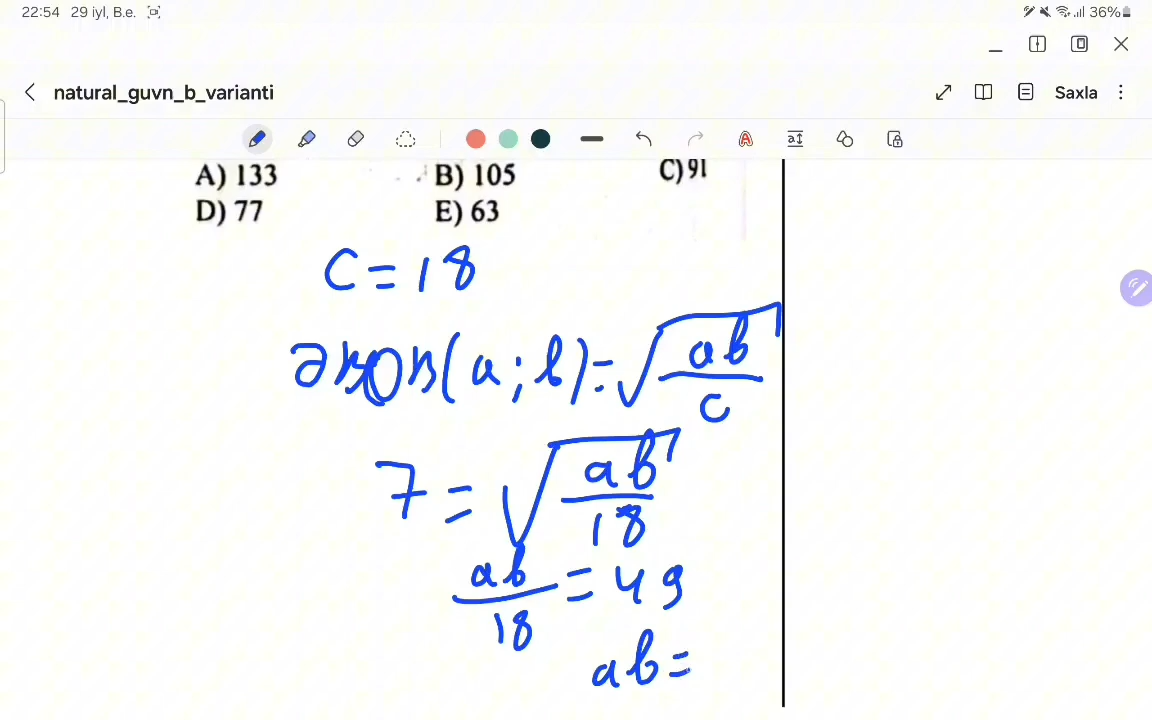 22:54 29 iyl, B.e. 36%
natural_guvn_b_varianti Saxla
A) 133 B) 105 C) 91
D) 77 E) 63
C = 18
(a; b) = √(ab/c)
7 = √(ab/18)
ab/18 = 49
ab =